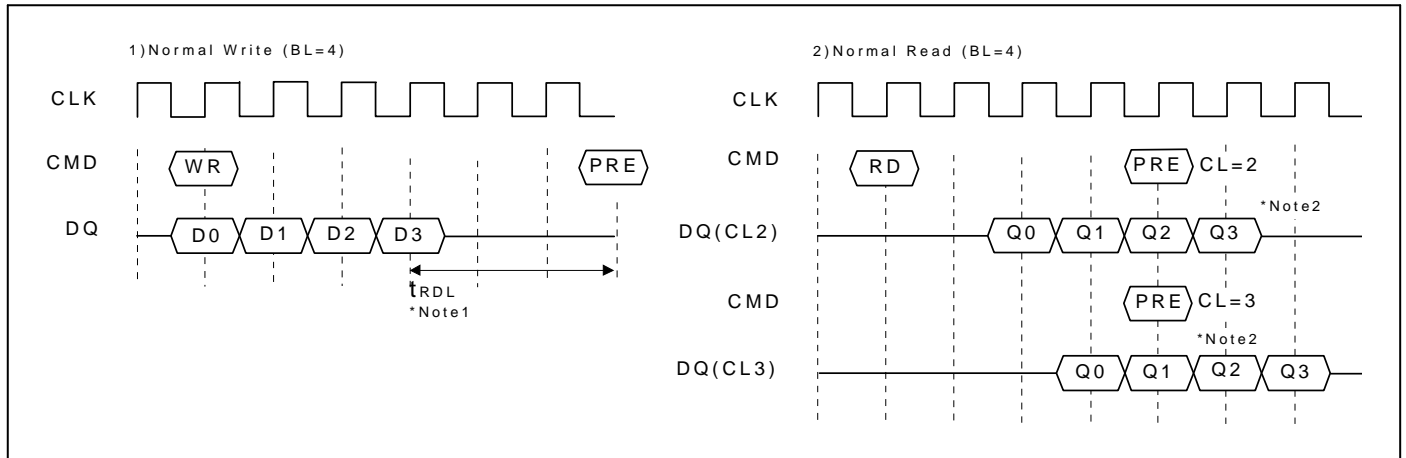 1)Normal Write (BL=4)
CLK
CMD WR PRE
DQ D0 D1 D2 D3
tRDL
*Note1
2)Normal Read (BL=4)
CLK
CMD RD PRE CL=2
*Note2
DQ(CL2) Q0 Q1 Q2 Q3
CMD PRE CL=3
*Note2
DQ(CL3) Q0 Q1 Q2 Q3